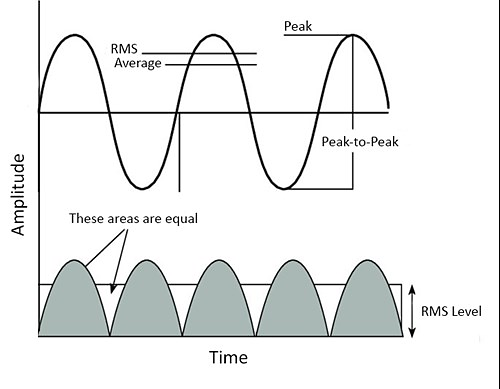 Peak
RMS
Average
Peak-to-Peak
Amplitude
These areas are equal
RMS Level
Time